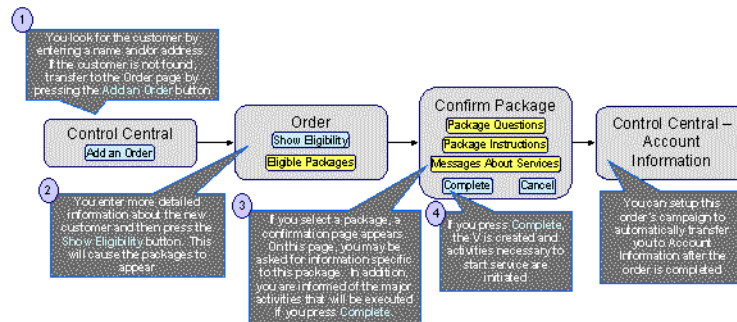 1
You look for the customer by
entering a name and/or address.
If the customer is not found,
transfer to the Order page by
pressing the Add an Order button
Control Central
Add an Order
Order
Show Eligibility
Eligible Packages
Confirm Package
Package Questions
Package Instructions
Messages About Services
Complete
Cancel
Control Central –
Account
Information
2
You enter more detailed
information about the new
customer and then press the
Show Eligibility button. This
will cause the packages to
appear
3
If you select a package, a
confirmation page appears.
On this page, you may be
asked for information specific
to this package. In addition,
you are informed of the major
activities that will be executed
if you press Complete.
4
If you press Complete,
the V is created and
activities necessary to
start service are
initiated
You can setup this
order's campaign to
automatically transfer
you to Account
Information after the
order is completed